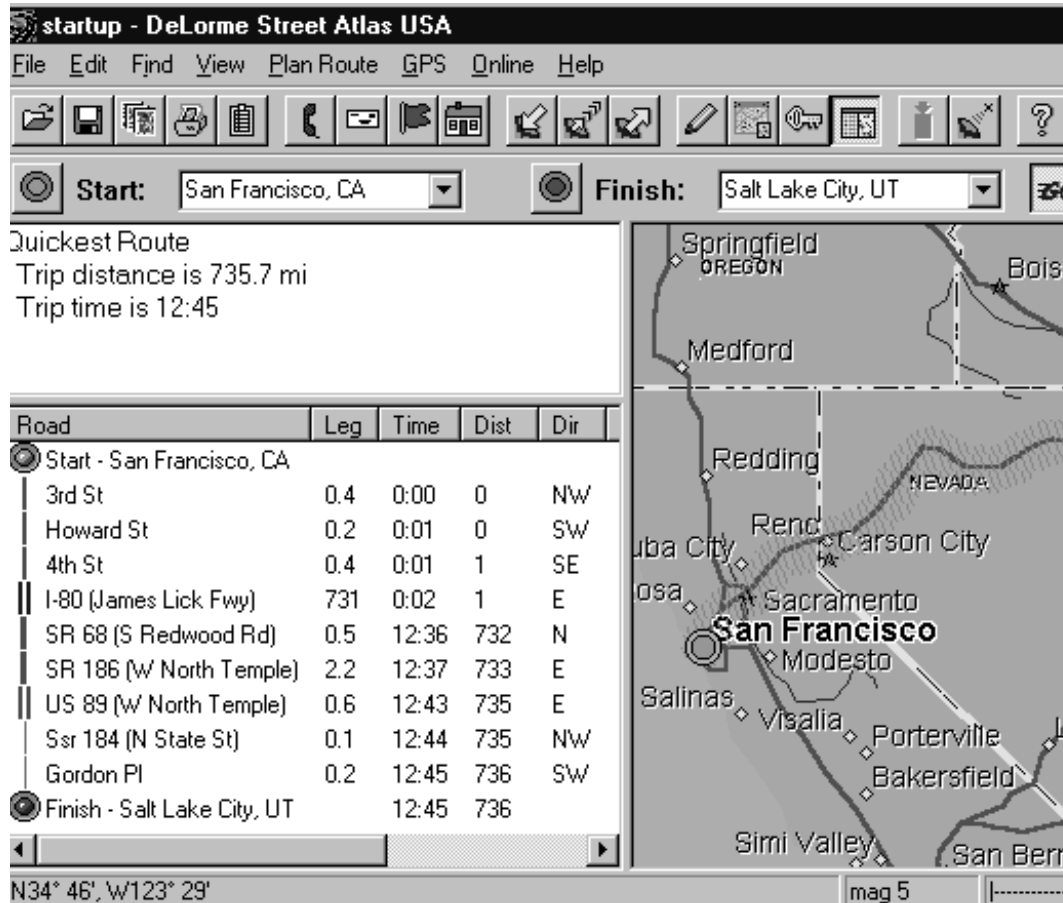 startup - DeLorme Street Atlas USA
File Edit Find View Plan Route GPS Online Help
Start: San Francisco, CA Finish: Salt Lake City, UT
Quickest Route
Trip distance is 735.7 mi
Trip time is 12:45
Road Leg Time Dist Dir
Start - San Francisco, CA
3rd St 0.4 0:00 0 NW
Howard St 0.2 0:01 0 SW
4th St 0.4 0:01 1 SE
I-80 (James Lick Fwy) 731 0:02 1 E
SR 68 (S Redwood Rd) 0.5 12:36 732 N
SR 186 (W North Temple) 2.2 12:37 733 E
US 89 (W North Temple) 0.6 12:43 735 E
Ssr 184 (N State St) 0.1 12:44 735 NW
Gordon Pl 0.2 12:45 736 SW
Finish - Salt Lake City, UT 12:45 736
Springfield
OREGON
Bois
Medford
Redding
NEVADA
Reno
Carson City
uba City
osa
Sacramento
San Francisco
Modesto
Salinas
Visalia
Porterville
Bakersfield
Simi Valley
San Bern
N34° 46', W123° 29' mag 5